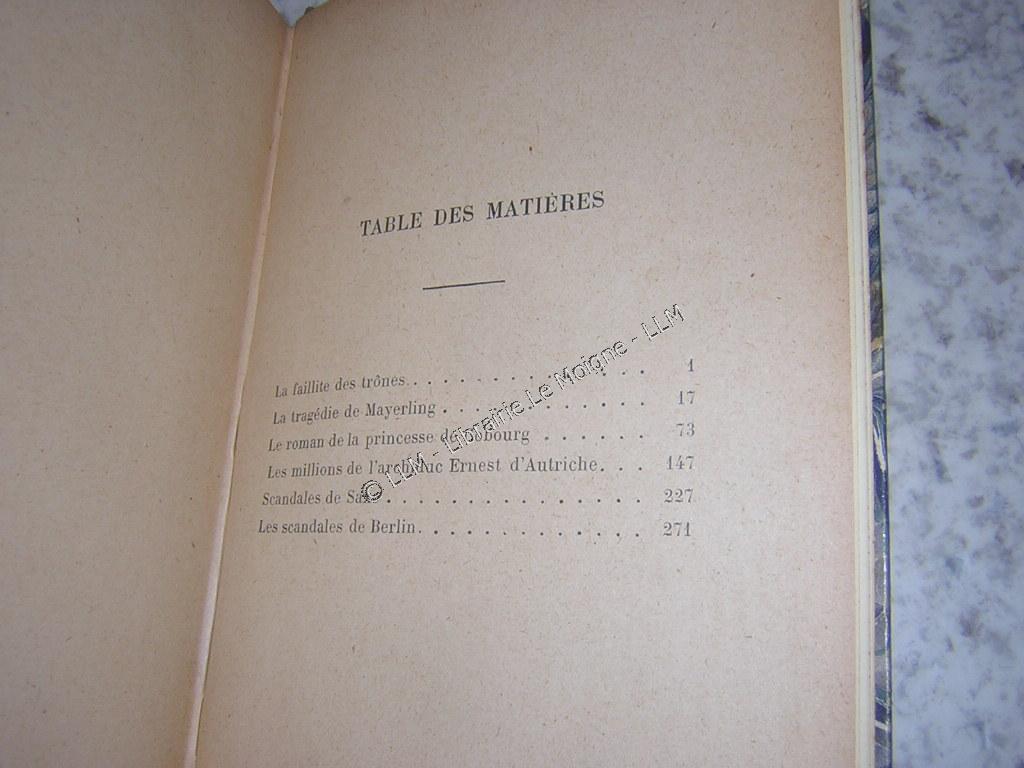 TABLE DES MATIÈRES
La faillite des trônes. . . . . . . . . . . . 1
La tragédie de Mayerling . . . . . . . . . . 17
Le roman de la princesse de . . . . . . 73
Les millions de l'archiduc Ernest d'Autriche. . . 147
Scandales de . . . . . . . . . . . . . . 227
Les scandales de Berlin. . . . . . . . . . . . 271
© LLM - Librairie Le Moigne - LLM